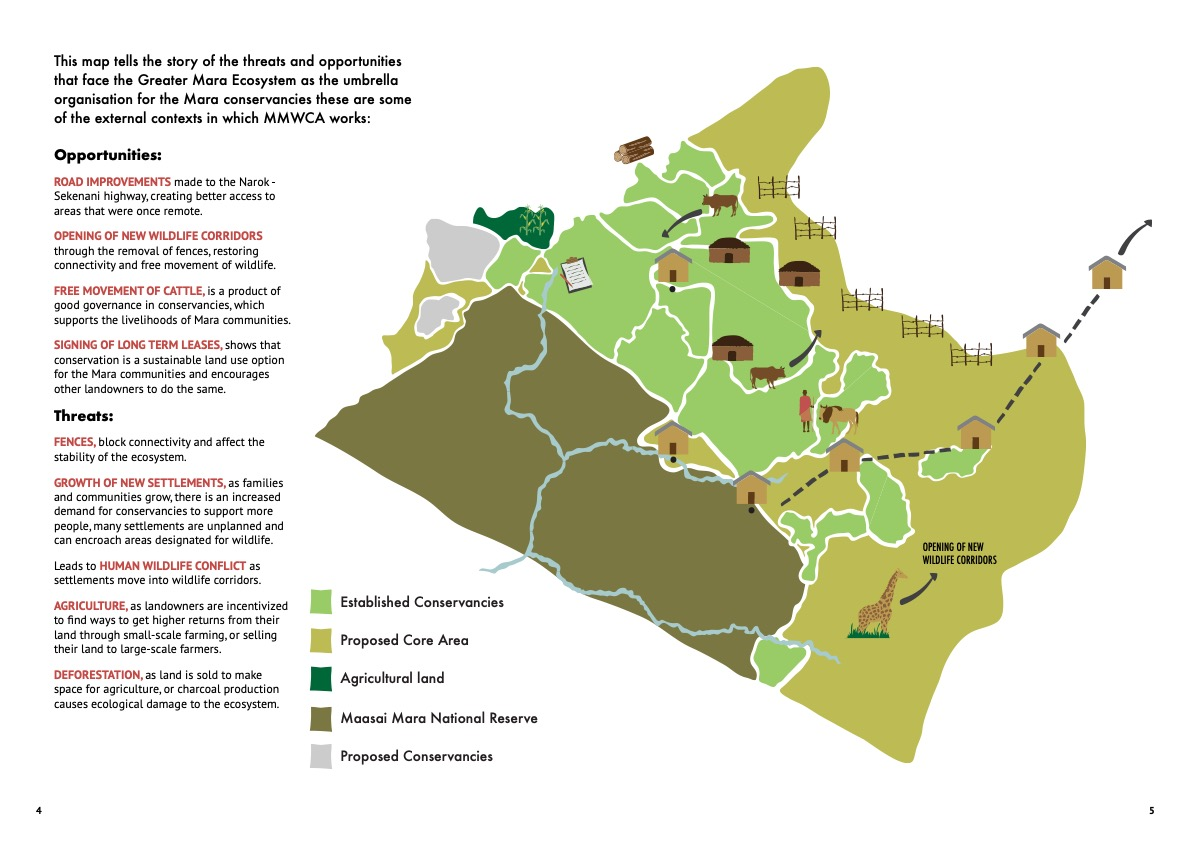 This map tells the story of the threats and opportunities
that face the Greater Mara Ecosystem as the umbrella
organisation for the Mara conservancies these are some
of the external contexts in which MMWCA works:
Opportunities:
ROAD IMPROVEMENTS made to the Narok -
Sekenani highway, creating better access to
areas that were once remote.
OPENING OF NEW WILDLIFE CORRIDORS
through the removal of fences, restoring
connectivity and free movement of wildlife.
FREE MOVEMENT OF CATTLE, is a product of
good governance in conservancies, which
supports the livelihoods of Mara communities.
SIGNING OF LONG TERM LEASES, shows that
conservation is a sustainable land use option
for the Mara communities and encourages
other landowners to do the same.
Threats:
FENCES, block connectivity and affect the
stability of the ecosystem.
GROWTH OF NEW SETTLEMENTS, as families
and communities grow, there is an increased
demand for conservancies to support more
people, many settlements are unplanned and
can encroach areas designated for wildlife.
Leads to HUMAN WILDLIFE CONFLICT as
settlements move into wildlife corridors.
AGRICULTURE, as landowners are incentivized
to find ways to get higher returns from their
land through small-scale farming, or selling
their land to large-scale farmers.
DEFORESTATION, as land is sold to make
space for agriculture, or charcoal production
causes ecological damage to the ecosystem.
OPENING OF NEW
WILDLIFE CORRIDORS
Established Conservancies
Proposed Core Area
Agricultural land
Maasai Mara National Reserve
Proposed Conservancies
4
5